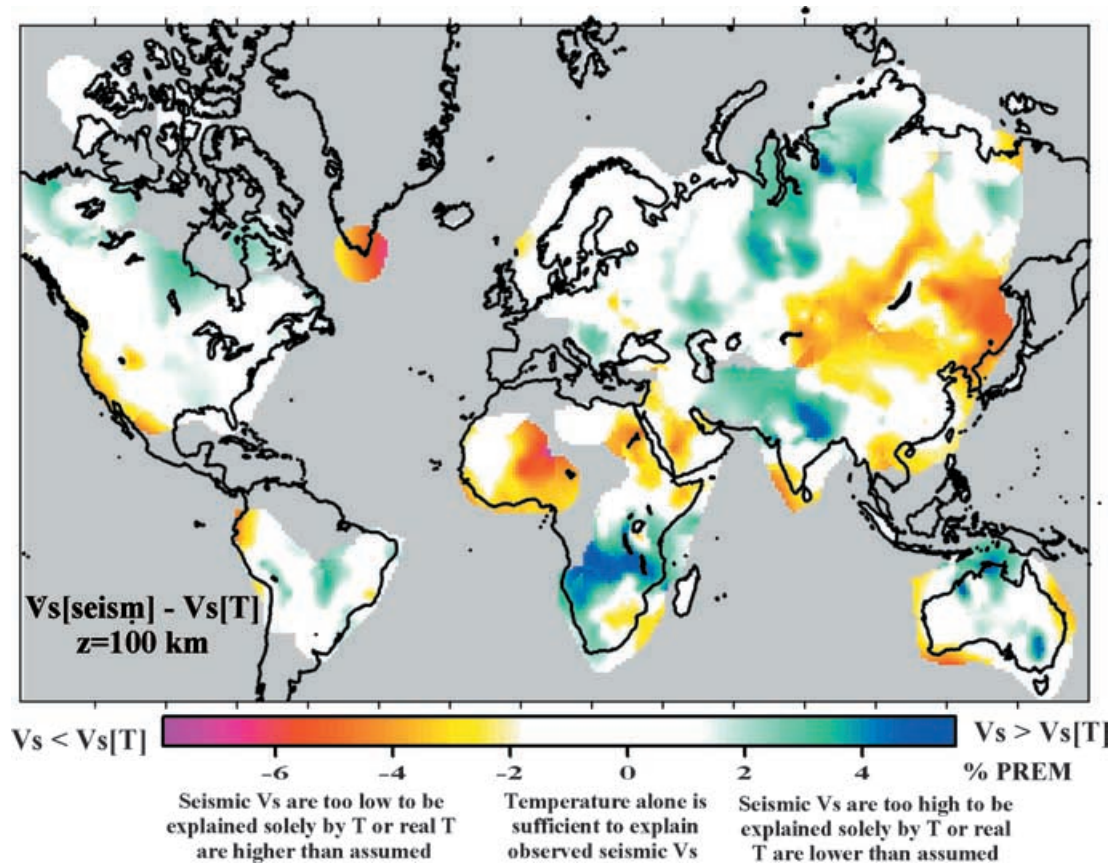 Vs[seism] - Vs[T]
z=100 km
Vs < Vs[T]
Vs > Vs[T]
-6 -4 -2 0 2 4 % PREM
Seismic Vs are too low to be
explained solely by T or real T
are higher than assumed
Temperature alone is
sufficient to explain
observed seismic Vs
Seismic Vs are too high to be
explained solely by T or real
T are lower than assumed